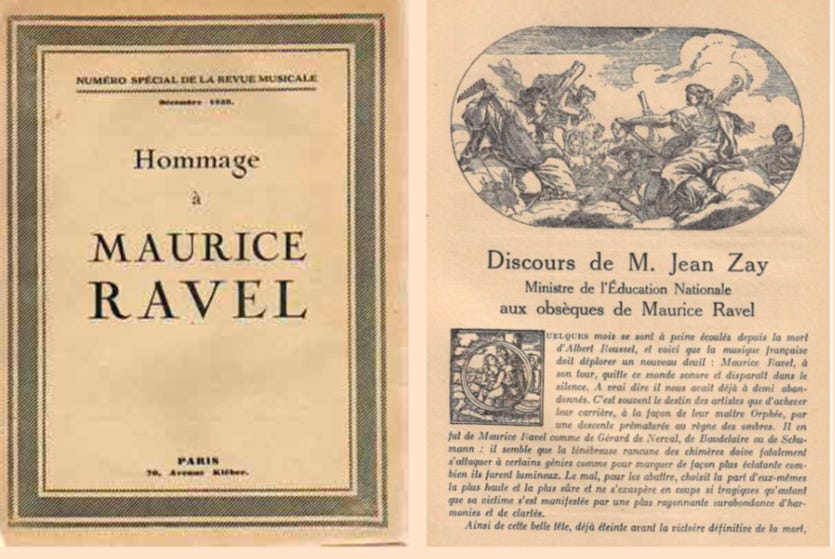 NUMÉRO SPÉCIAL DE LA REVUE MUSICALE
Décembre 1938.
Hommage
à
MAURICE
RAVEL
PARIS
70, Avenue Kléber.
Discours de M. Jean Zay
Ministre de l'Éducation Nationale
aux obsèques de Maurice Ravel
QUELQUES mois se sont à peine écoulés depuis la mort
d'Albert Roussel, et voici que la musique française
doit déplorer un nouveau deuil : Maurice Ravel, à
son tour, quitte ce monde sonore et disparaît dans le
silence. A vrai dire il nous avait déjà à demi aban-
donnés. C'est souvent le destin des artistes que d'achever
leur carrière, à la façon de leur maître Orphée, par
une descente prématurée au règne des ombres. Il en
fut de Maurice Ravel comme de Gérard de Nerval, de Baudelaire ou de Schu-
mann : il semble que la ténébreuse rancune des chimères doive fatalement
s'attaquer à certains génies comme pour marquer de façon plus éclatante com-
bien ils furent lumineux. Le mal, pour les abattre, choisit la part d'eux-mêmes
la plus haute et la plus sûre et ne s'exaspère en coups si tragiques qu'autant
que sa victime s'est manifestée par une plus rayonnante surabondance d'har-
monies et de clartés.
Ainsi de cette belle tête, déjà éteinte avant la victoire définitive de la mort,